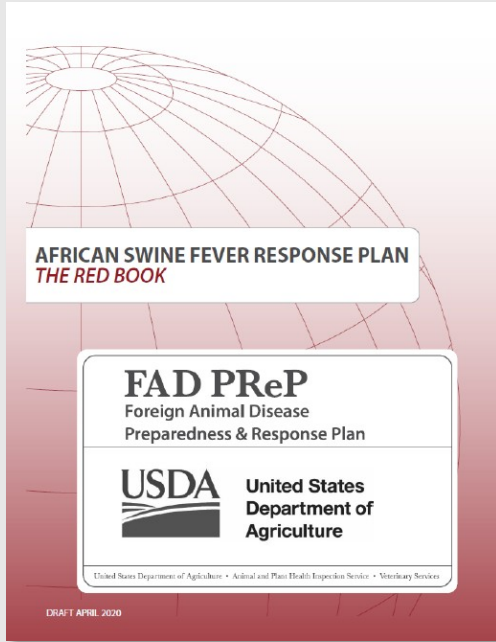 AFRICAN SWINE FEVER RESPONSE PLAN
THE RED BOOK
FAD PReP
Foreign Animal Disease
Preparedness & Response Plan
USDA
United States
Department of
Agriculture
United States Department of Agriculture • Animal and Plant Health Inspection Service • Veterinary Services
DRAFT APRIL 2020